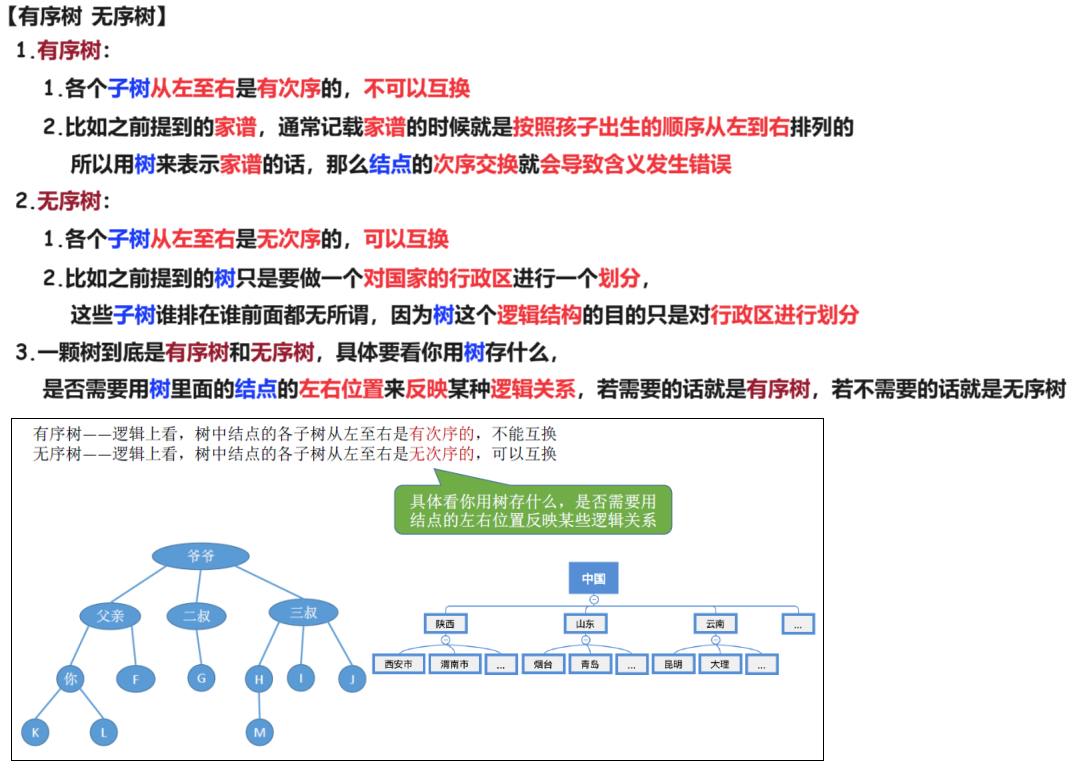 【有序树 无序树】
1.有序树：
1.各个子树从左至右是有次序的，不可以互换
2.比如之前提到的家谱，通常记载家谱的时候就是按照孩子出生的顺序从左到右排列的
所以用树来表示家谱的话，那么结点的次序交换就会导致含义发生错误
2.无序树：
1.各个子树从左至右是无次序的，可以互换
2.比如之前提到的树只是要做一个对国家的行政区进行一个划分，
这些子树谁排在谁前面都无所谓，因为树这个逻辑结构的目的只是对行政区进行划分
3.一颗树到底是有序树和无序树，具体要看你用树存什么，
是否需要用树里面的结点的左右位置来反映某种逻辑关系，若需要的话就是有序树，若不需要的话就是无序树
有序树——逻辑上看，树中结点的各子树从左至右是有次序的，不能互换
无序树——逻辑上看，树中结点的各子树从左至右是无次序的，可以互换
具体看你用树存什么，是否需要用
结点的左右位置反映某些逻辑关系
爷爷
父亲 二叔 三叔
你 F G H I J
K L M
中国
陕西 山东 云南 ...
西安市 渭南市 ... 烟台 青岛 ... 昆明 大理 ...